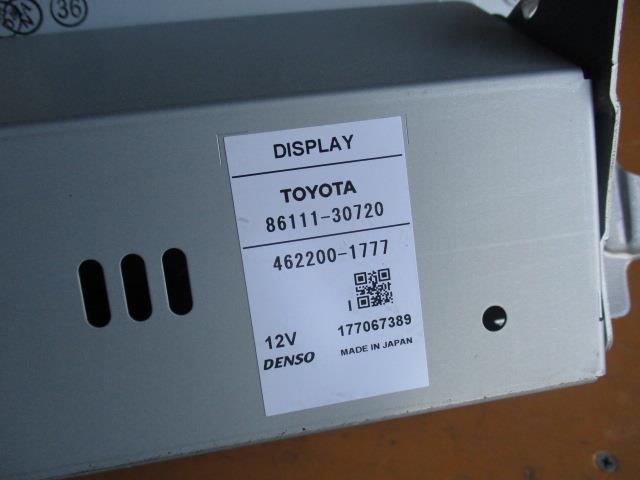 36
DISPLAY
TOYOTA
86111-30720
462200-1777
I
12V
177067389
DENSO
MADE IN JAPAN